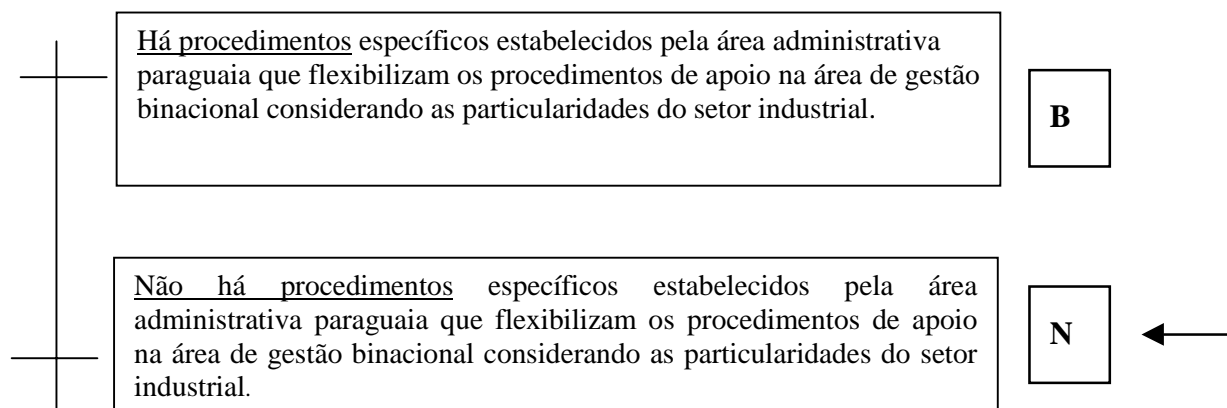 Há procedimentos específicos estabelecidos pela área administrativa
paraguaia que flexibilizam os procedimentos de apoio na área de gestão
binacional considerando as particularidades do setor industrial.
B
Não há procedimentos específicos estabelecidos pela área
administrativa paraguaia que flexibilizam os procedimentos de apoio
na área de gestão binacional considerando as particularidades do setor
industrial.
N